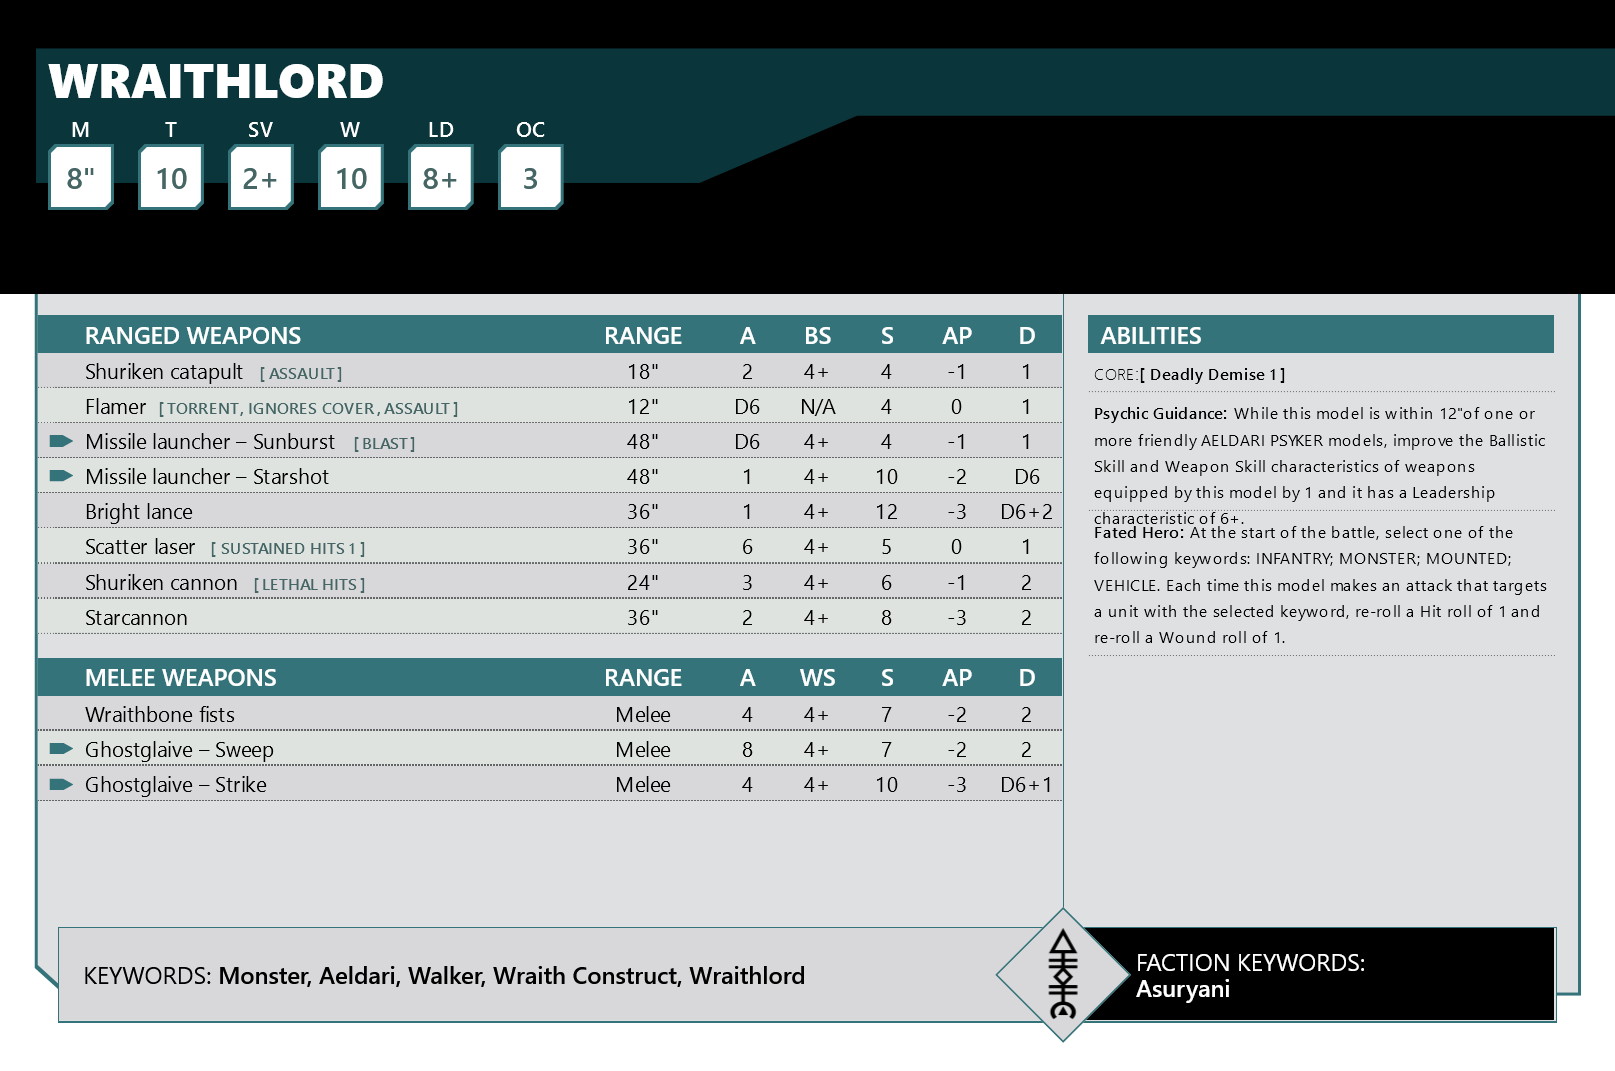 WRAITHLORD
M T SV W LD OC
8" 10 2+ 10 8+ 3
RANGED WEAPONS RANGE A BS S AP D
Shuriken catapult [ASSAULT] 18" 2 4+ 4 -1 1
Flamer [TORRENT, IGNORES COVER, ASSAULT] 12" D6 N/A 4 0 1
Missile launcher – Sunburst [BLAST] 48" D6 4+ 4 -1 1
Missile launcher – Starshot 48" 1 4+ 10 -2 D6
Bright lance 36" 1 4+ 12 -3 D6+2
Scatter laser [SUSTAINED HITS 1] 36" 6 4+ 5 0 1
Shuriken cannon [LETHAL HITS] 24" 3 4+ 6 -1 2
Starcannon 36" 2 4+ 8 -3 2
MELEE WEAPONS RANGE A WS S AP D
Wraithbone fists Melee 4 4+ 7 -2 2
Ghostglaive – Sweep Melee 8 4+ 7 -2 2
Ghostglaive – Strike Melee 4 4+ 10 -3 D6+1
ABILITIES
CORE:[Deadly Demise 1]
Psychic Guidance: While this model is within 12"of one or
more friendly AELDARI PSYKER models, improve the Ballistic
Skill and Weapon Skill characteristics of weapons
equipped by this model by 1 and it has a Leadership
characteristic of 6+.
Fated Hero: At the start of the battle, select one of the
following keywords: INFANTRY; MONSTER; MOUNTED;
VEHICLE. Each time this model makes an attack that targets
a unit with the selected keyword, re-roll a Hit roll of 1 and
re-roll a Wound roll of 1.
KEYWORDS: Monster, Aeldari, Walker, Wraith Construct, Wraithlord
FACTION KEYWORDS:
Asuryani